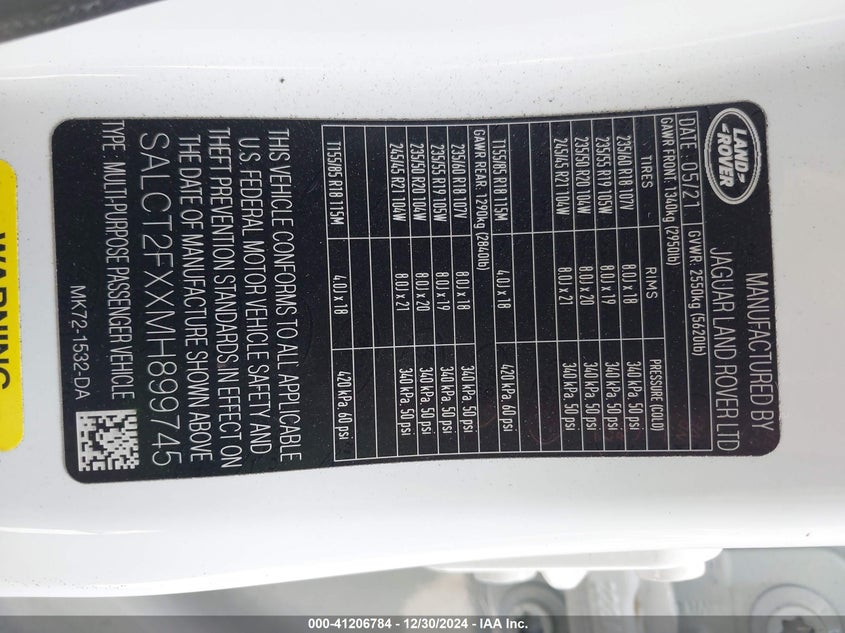 LAND-
-ROVER
MANUFACTURED BY
JAGUAR LAND ROVER LTD
DATE: 05/21 GVWR: 2550kg (5620lb)
GAWR FRONT: 1340kg (2950lb)
TIRES RIMS PRESSURE (COLD)
235/60 R18 107V 8.0J x 18 340 kPa, 50 psi
235/55 R19 105W 8.0J x 19 340 kPa, 50 psi
235/50 R20 104W 8.0J x 20 340 kPa, 50 psi
245/45 R21 104W 8.0J x 21 340 kPa, 50 psi
T155/85 R18 115M 4.0J x 18 420 kPa, 60 psi
GAWR REAR: 1290kg (2840lb)
235/60 R18 107V 8.0J x 18 340 kPa, 50 psi
235/55 R19 105W 8.0J x 19 340 kPa, 50 psi
235/50 R20 104W 8.0J x 20 340 kPa, 50 psi
245/45 R21 104W 8.0J x 21 340 kPa, 50 psi
T155/85 R18 115M 4.0J x 18 420 kPa, 60 psi
THIS VEHICLE CONFORMS TO ALL APPLICABLE
U.S. FEDERAL MOTOR VEHICLE SAFETY AND
THEFT PREVENTION STANDARDS IN EFFECT ON
THE DATE OF MANUFACTURE SHOWN ABOVE
SALCT2FXXMH899745
TYPE: MULTI-PURPOSE PASSENGER VEHICLE
MK72-1532-DA
WARNING
000-41206784 - 12/30/2024 - IAA Inc.